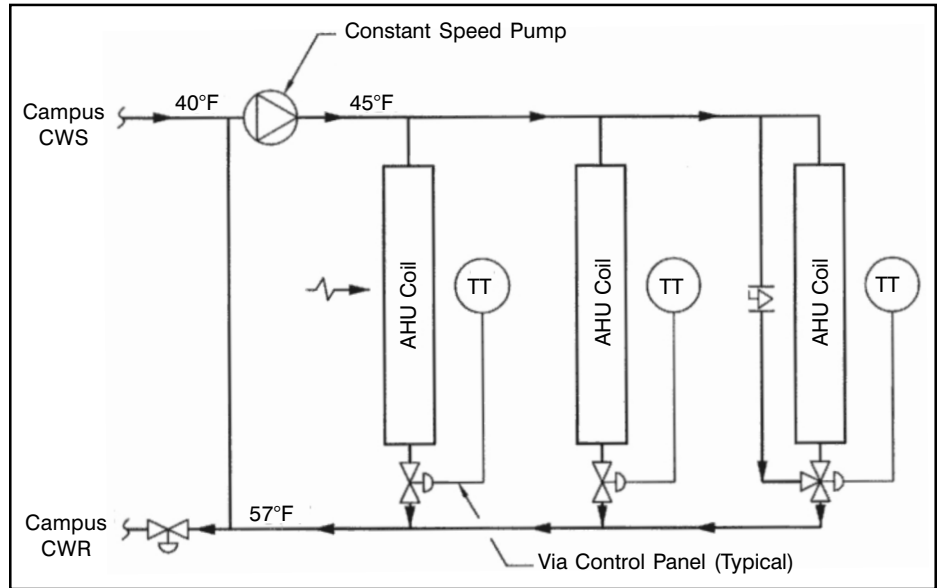 Constant Speed Pump
Campus
CWS
40°F
45°F
AHU Coil
TT
AHU Coil
TT
AHU Coil
TT
Campus
CWR
57°F
Via Control Panel (Typical)